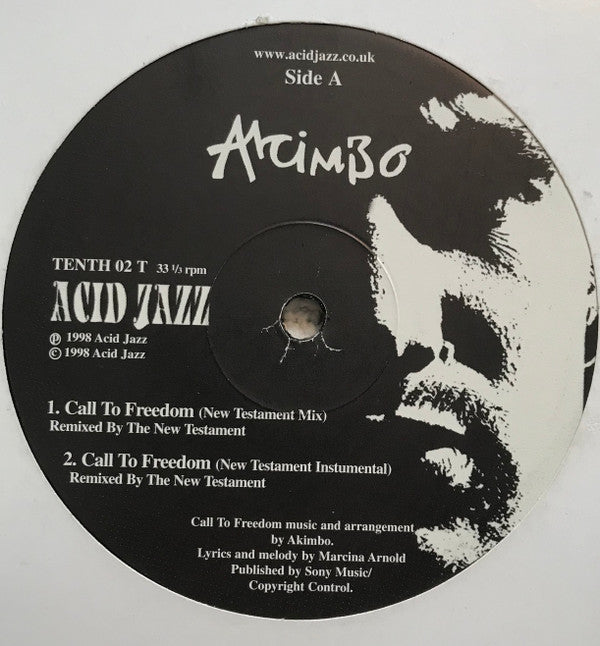 www.acidjazz.co.uk
Side A
AKIMBO
TENTH 02 T 33 ⅓ rpm
ACID JAZZ
℗ 1998 Acid Jazz
© 1998 Acid Jazz
1. Call To Freedom (New Testament Mix)
Remixed By The New Testament
2. Call To Freedom (New Testament Instumental)
Remixed By The New Testament
Call To Freedom music and arrangement
by Akimbo.
Lyrics and melody by Marcina Arnold
Published by Sony Music/
Copyright Control.